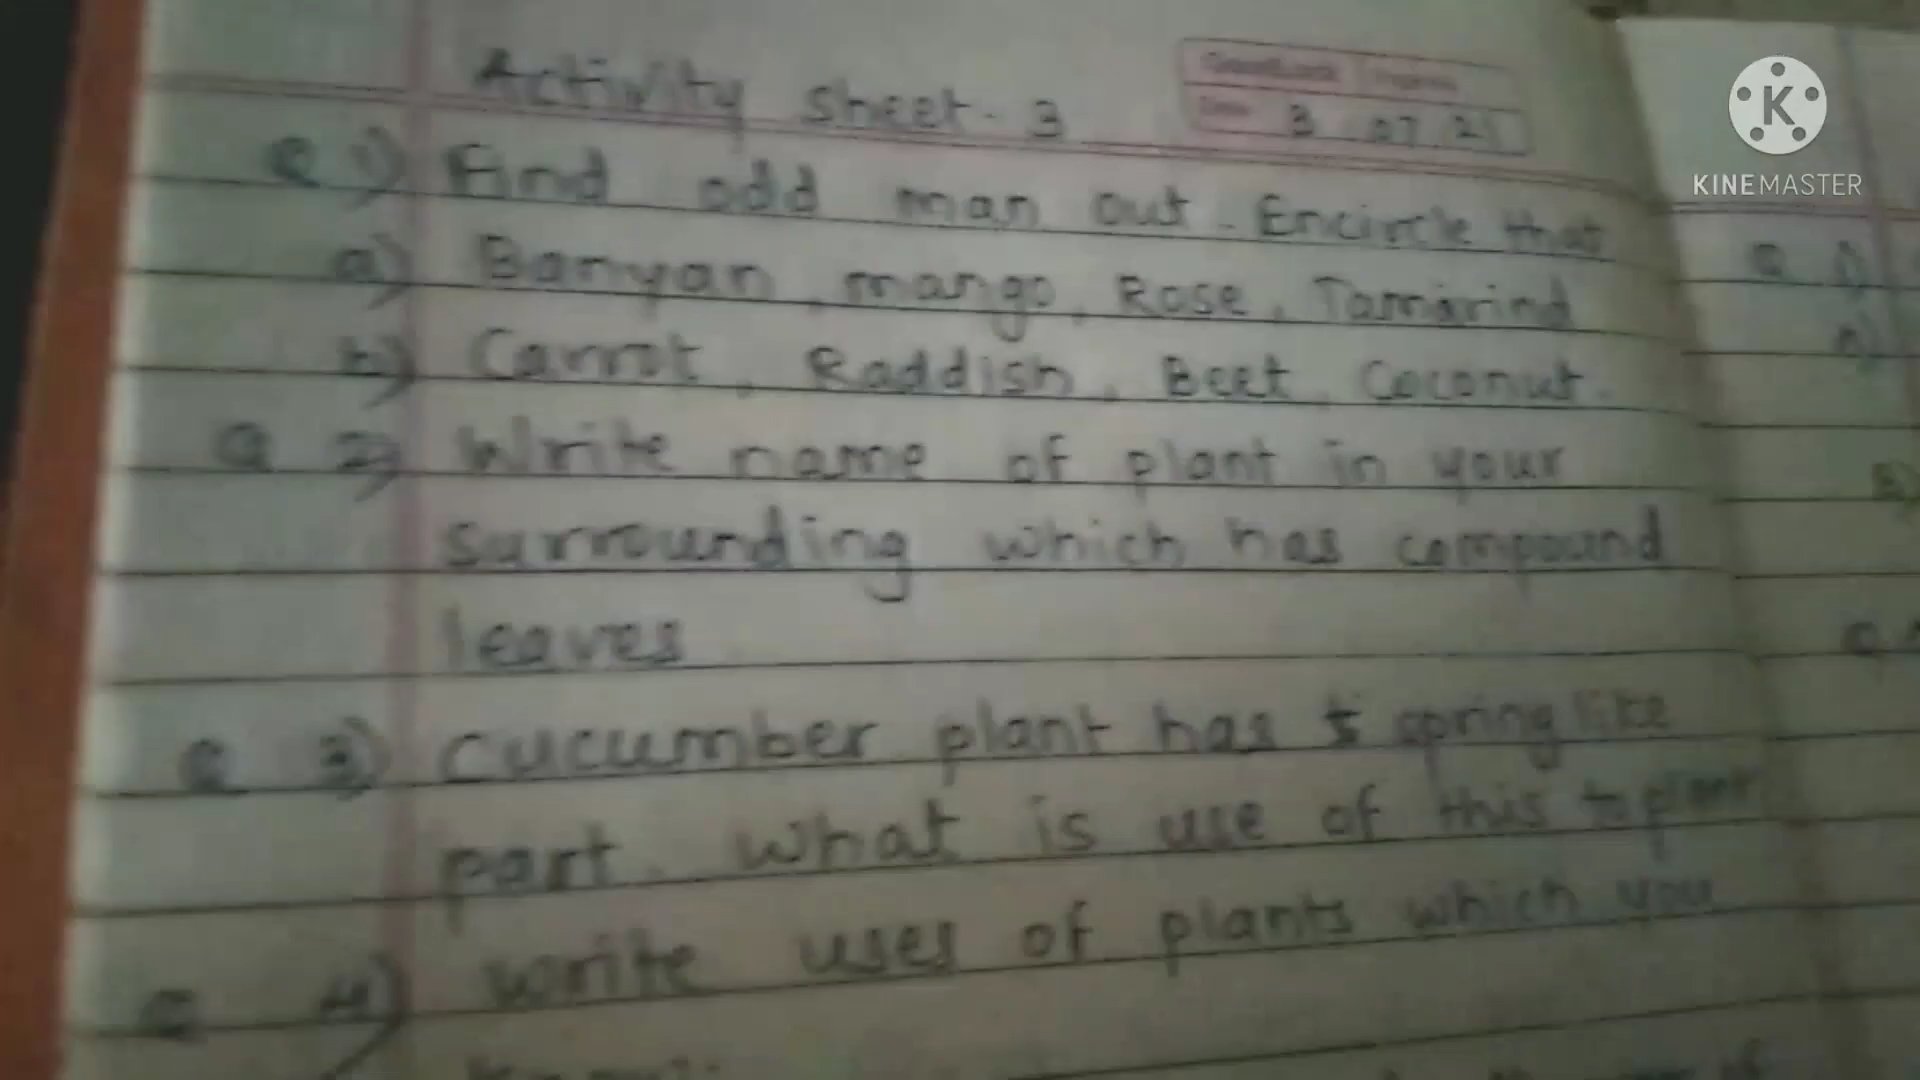 Activity Sheet - 3
3 07 21
KINEMASTER
Q 1) Find odd man out. Encircle that
a) Banyan, mango, Rose, Tamarind
b) Carrot, Raddish, Beet, Coconut.
Q 2) Write name of plant in your
surrounding which has compound
leaves
Q 3) Cucumber plant has spring like
part. What is use of this to plant
Q 4) write uses of plants which you